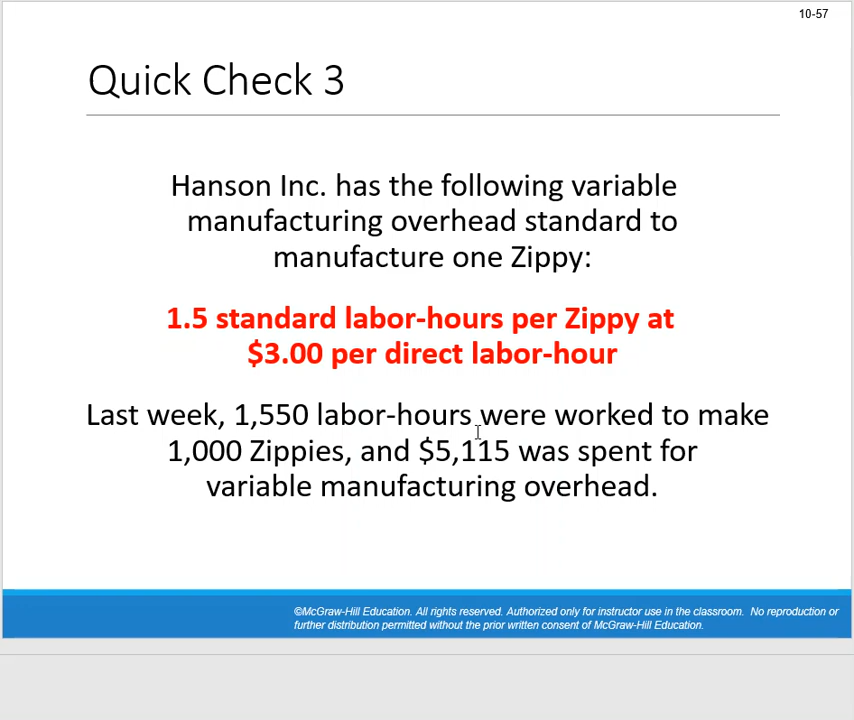 10-57
Quick Check 3
Hanson Inc. has the following variable
manufacturing overhead standard to
manufacture one Zippy:
1.5 standard labor-hours per Zippy at
$3.00 per direct labor-hour
Last week, 1,550 labor-hours were worked to make
1,000 Zippies, and $5,115 was spent for
variable manufacturing overhead.
©McGraw-Hill Education. All rights reserved. Authorized only for instructor use in the classroom. No reproduction or
further distribution permitted without the prior written consent of McGraw-Hill Education.